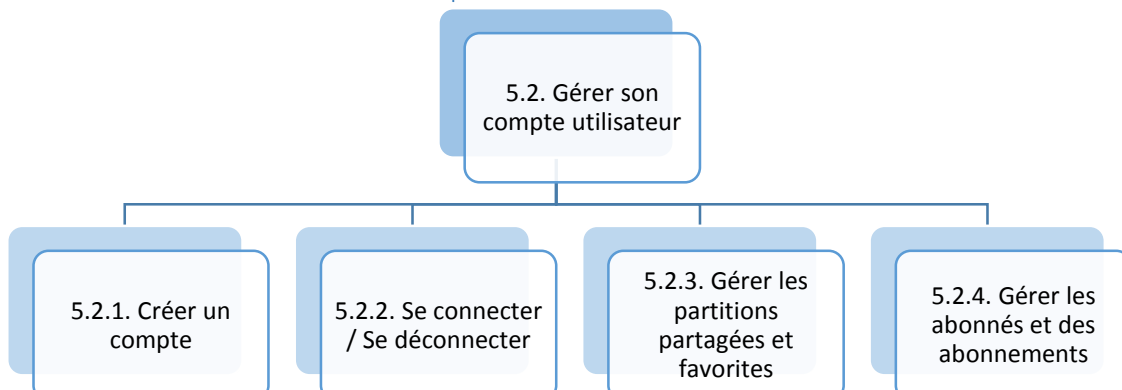 5.2. Gérer son
compte utilisateur
5.2.1. Créer un
compte
5.2.2. Se connecter
/ Se déconnecter
5.2.3. Gérer les
partitions
partagées et
favorites
5.2.4. Gérer les
abonnés et des
abonnements